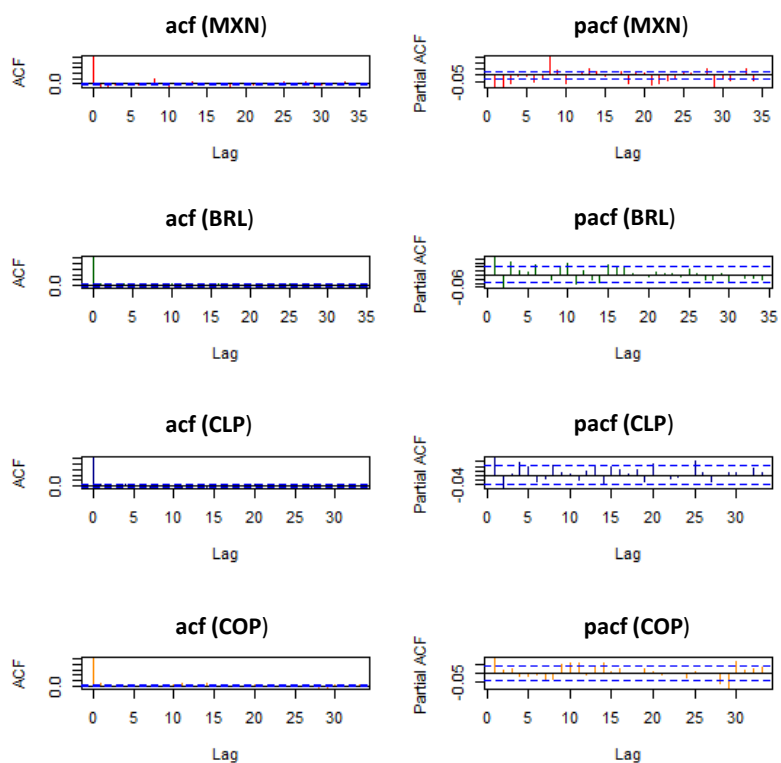 acf (MXN)
ACF
0.0
0 5 10 15 20 25 30 35
Lag
pacf (MXN)
Partial ACF
-0.05
0 5 10 15 20 25 30 35
Lag
acf (BRL)
ACF
0.0
0 5 10 15 20 25 30 35
Lag
pacf (BRL)
Partial ACF
-0.06
0 5 10 15 20 25 30 35
Lag
acf (CLP)
ACF
0.0
0 5 10 15 20 25 30
Lag
pacf (CLP)
Partial ACF
-0.04
0 5 10 15 20 25 30
Lag
acf (COP)
ACF
0.0
0 5 10 15 20 25 30
Lag
pacf (COP)
Partial ACF
-0.05
0 5 10 15 20 25 30
Lag